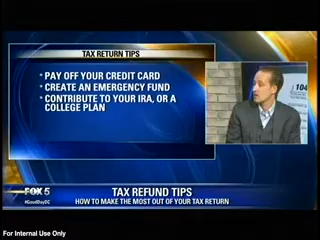 TAX RETURN TIPS
• PAY OFF YOUR CREDIT CARD
• CREATE AN EMERGENCY FUND
• CONTRIBUTE TO YOUR IRA, OR A
COLLEGE PLAN
104
FOX 5
#GoodDayDC
TAX REFUND TIPS
HOW TO MAKE THE MOST OUT OF YOUR TAX RETURN
For Internal Use Only